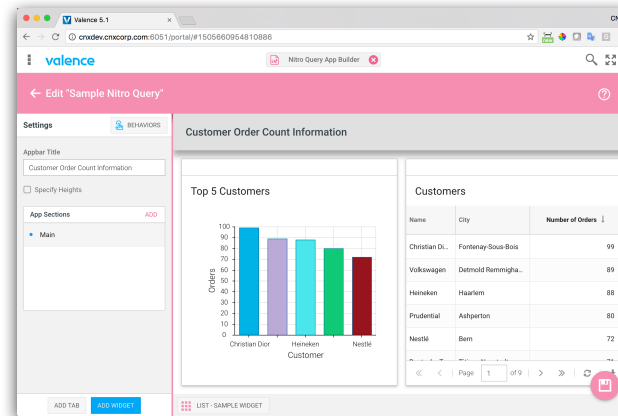 Valence 5.1
cnxdev.cnxcorp.com:6051/portal/#1505660954810886
valence
Nitro Query App Builder
Edit "Sample Nitro Query"
Settings
BEHAVIORS
Customer Order Count Information
Appbar Title
Customer Order Count Information
Specify Heights
App Sections
ADD
Main
Top 5 Customers
100
90
80
70
60
50
40
30
20
10
0
Orders
Christian Dior
Heineken
Nestlé
Customer
Customers
Name City Number of Orders
Christian Di... Fontenay-Sous-Bois 99
Volkswagen Detmold Remmigha... 89
Heineken Haarlem 88
Prudential Ashperton 80
Nestlé Bern 72
Page 1 of 9
ADD TAB
ADD WIDGET
LIST - SAMPLE WIDGET